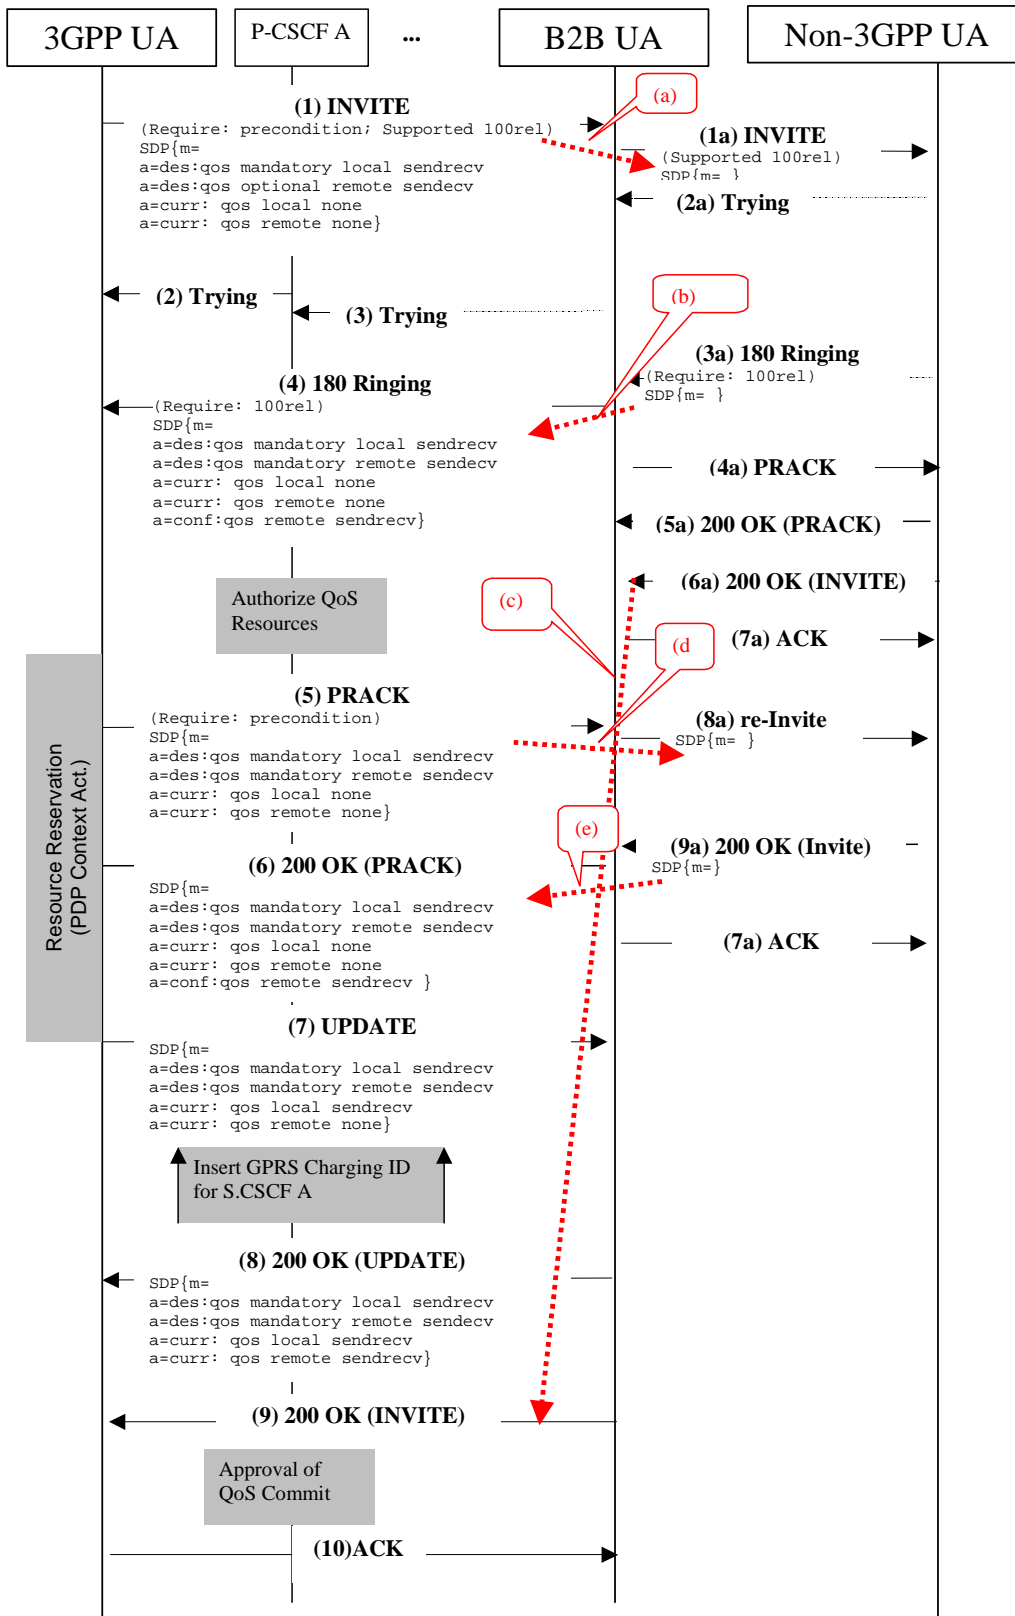 3GPP UA
P-CSCF A
...
B2B UA
Non-3GPP UA
(a)
(1) INVITE
(Require: precondition; Supported 100rel)
SDP{m=
a=des:qos mandatory local sendrecv
a=des:qos optional remote sendecv
a=curr: qos local none
a=curr: qos remote none}
(1a) INVITE
(Supported 100rel)
SDP{m= }
(2a) Trying
(2) Trying
(3) Trying
(b)
(3a) 180 Ringing
(Require: 100rel)
SDP{m= }
(4) 180 Ringing
(Require: 100rel)
SDP{m=
a=des:qos mandatory local sendrecv
a=des:qos mandatory remote sendecv
a=curr: qos local none
a=curr: qos remote none
a=conf:qos remote sendrecv}
(4a) PRACK
(5a) 200 OK (PRACK)
Authorize QoS
Resources
(c)
(6a) 200 OK (INVITE)
(d
(7a) ACK
Resource Reservation
(PDP Context Act.)
(5) PRACK
(Require: precondition)
SDP{m=
a=des:qos mandatory local sendrecv
a=des:qos mandatory remote sendecv
a=curr: qos local none
a=curr: qos remote none}
(8a) re-Invite
SDP{m= }
(e)
(9a) 200 OK (Invite)
SDP{m=}
(6) 200 OK (PRACK)
SDP{m=
a=des:qos mandatory local sendrecv
a=des:qos mandatory remote sendecv
a=curr: qos local none
a=curr: qos remote none
a=conf:qos remote sendrecv }
(7a) ACK
(7) UPDATE
SDP{m=
a=des:qos mandatory local sendrecv
a=des:qos mandatory remote sendecv
a=curr: qos local sendrecv
a=curr: qos remote none}
Insert GPRS Charging ID
for S.CSCF A
(8) 200 OK (UPDATE)
SDP{m=
a=des:qos mandatory local sendrecv
a=des:qos mandatory remote sendecv
a=curr: qos local sendrecv
a=curr: qos remote sendrecv}
(9) 200 OK (INVITE)
Approval of
QoS Commit
(10)ACK